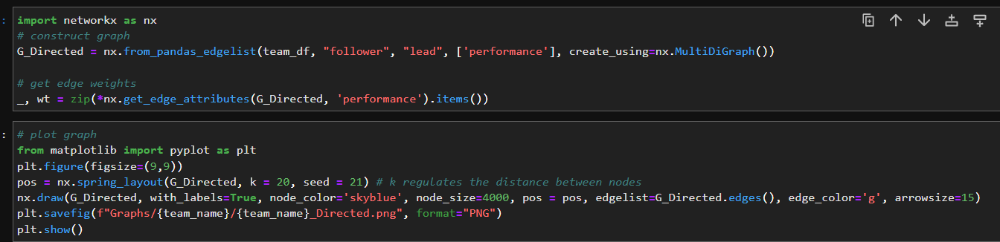 : import networkx as nx
# construct graph
G_Directed = nx.from_pandas_edgelist(team_df, "follower", "lead", ['performance'], create_using=nx.MultiDiGraph())
# get edge weights
_, wt = zip(*nx.get_edge_attributes(G_Directed, 'performance').items())
: # plot graph
from matplotlib import pyplot as plt
plt.figure(figsize=(9,9))
pos = nx.spring_layout(G_Directed, k = 20, seed = 21) # k regulates the distance between nodes
nx.draw(G_Directed, with_labels=True, node_color='skyblue', node_size=4000, pos = pos, edgelist=G_Directed.edges(), edge_color='g', arrowsize=15)
plt.savefig(f"Graphs/{team_name}/{team_name}_Directed.png", format="PNG")
plt.show()